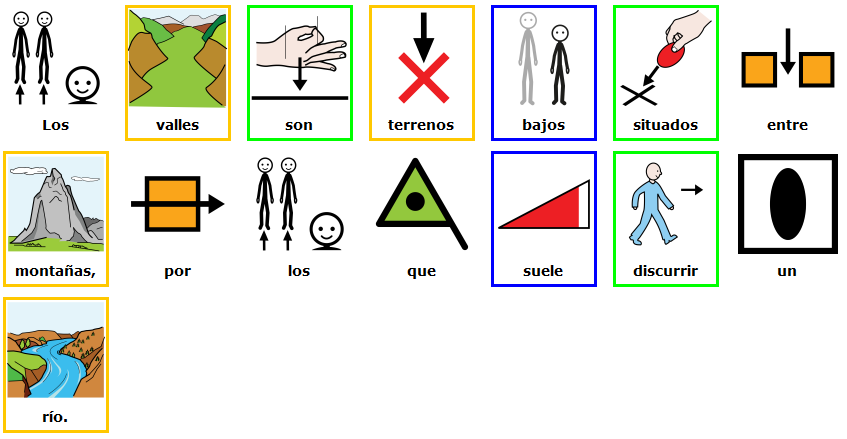 Los valles son terrenos bajos situados entre
montañas, por los que suele discurrir un
río.